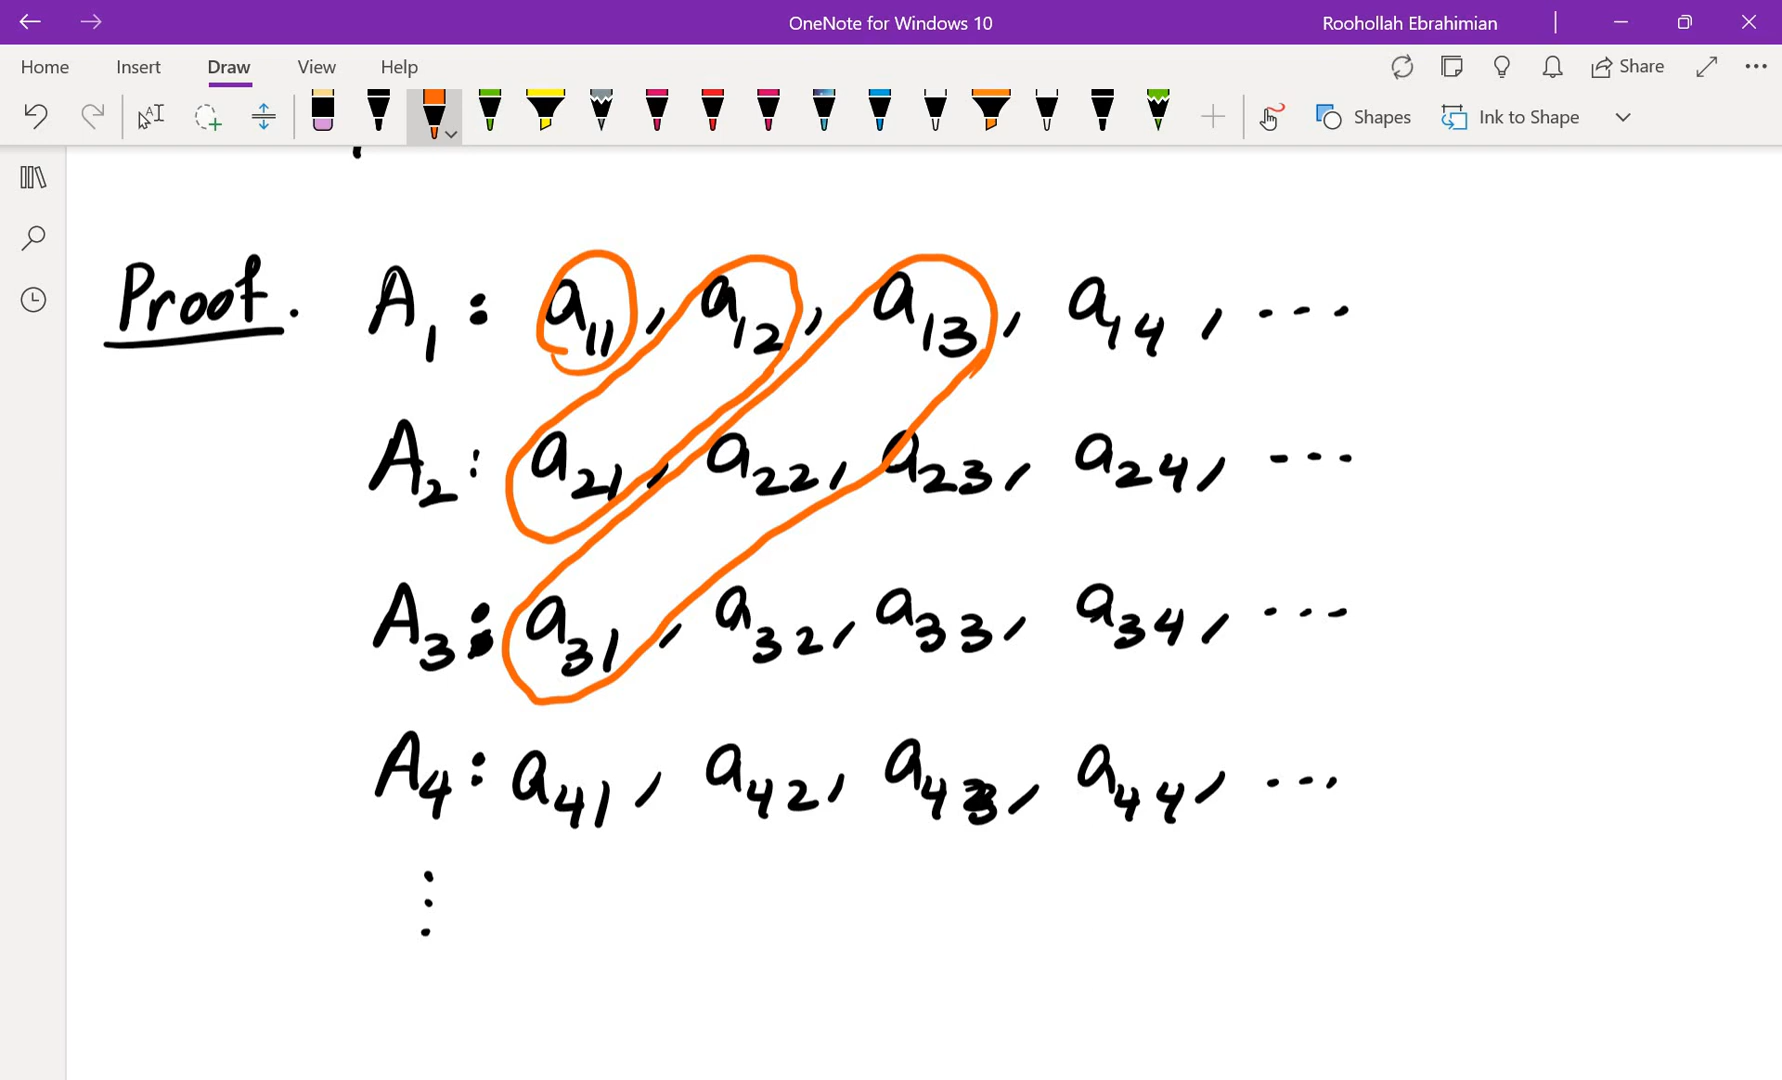 OneNote for Windows 10 Roohollah Ebrahimian
Home Insert Draw View Help Share
Shapes Ink to Shape
Proof. A₁ : a₁₁, a₁₂, a₁₃, a₁₄, ...
A₂ : a₂₁, a₂₂, a₂₃, a₂₄, ...
A₃ : a₃₁, a₃₂, a₃₃, a₃₄, ...
A₄ : a₄₁, a₄₂, a₄₃, a₄₄, ...
⋮